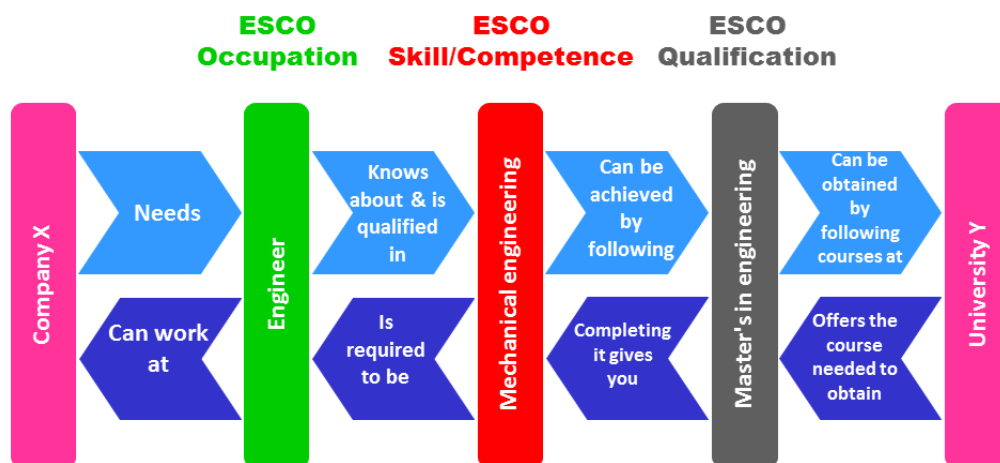 ESCO
Occupation
ESCO
Skill/Competence
ESCO
Qualification
Company X
Needs
Can work
at
Engineer
Knows
about & is
qualified
in
Is
required
to be
Mechanical engineering
Can be
achieved
by
following
Completing
it gives
you
Master's in engineering
Can be
obtained
by
following
courses at
Offers the
course
needed to
obtain
University Y